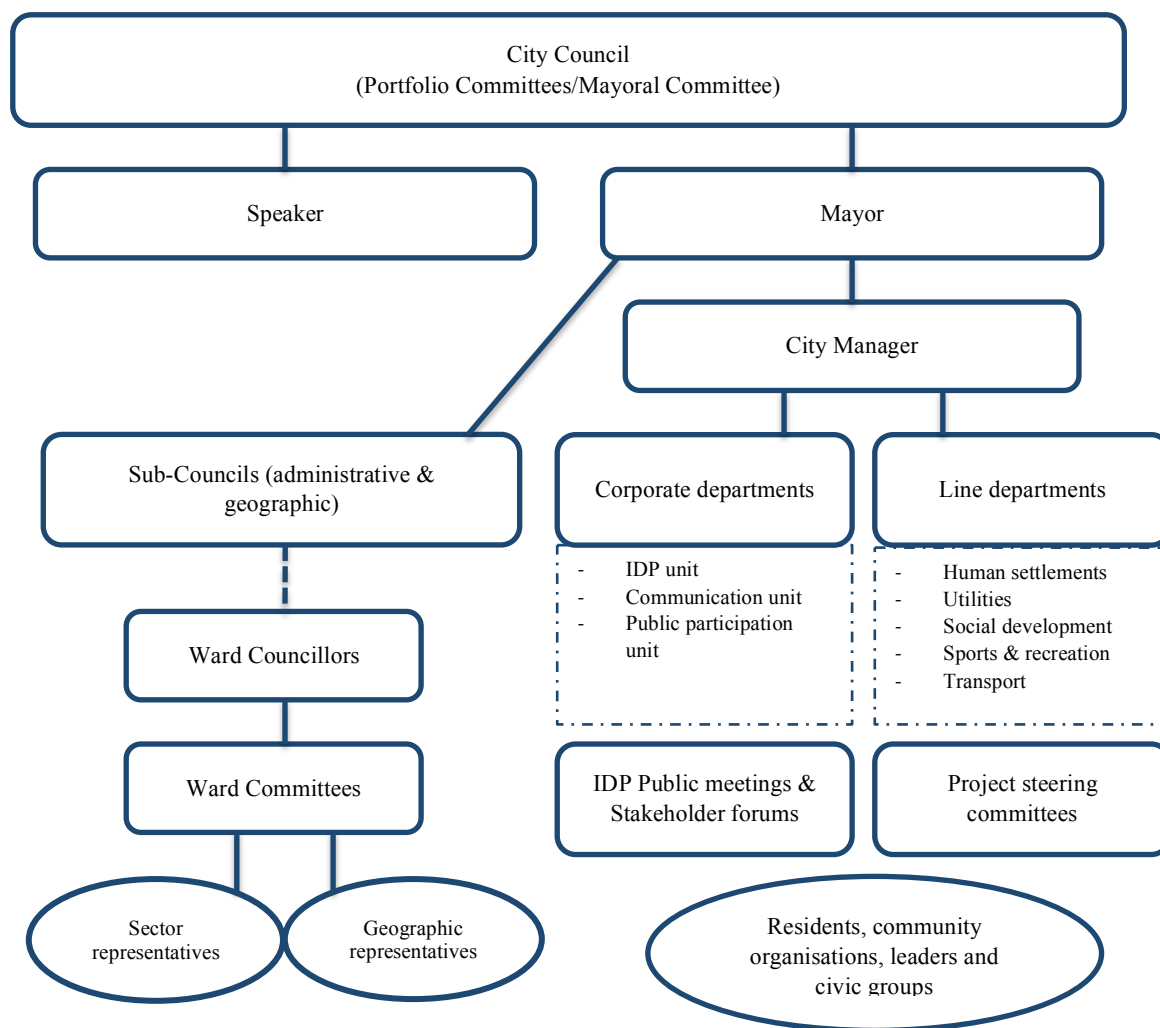 City Council
(Portfolio Committees/Mayoral Committee)
Speaker
Mayor
City Manager
Sub-Councils (administrative &
geographic)
Corporate departments
Line departments
- IDP unit
- Communication unit
- Public participation
unit
- Human settlements
- Utilities
- Social development
- Sports & recreation
- Transport
Ward Councillors
Ward Committees
IDP Public meetings &
Stakeholder forums
Project steering
committees
Sector
representatives
Geographic
representatives
Residents, community
organisations, leaders and
civic groups